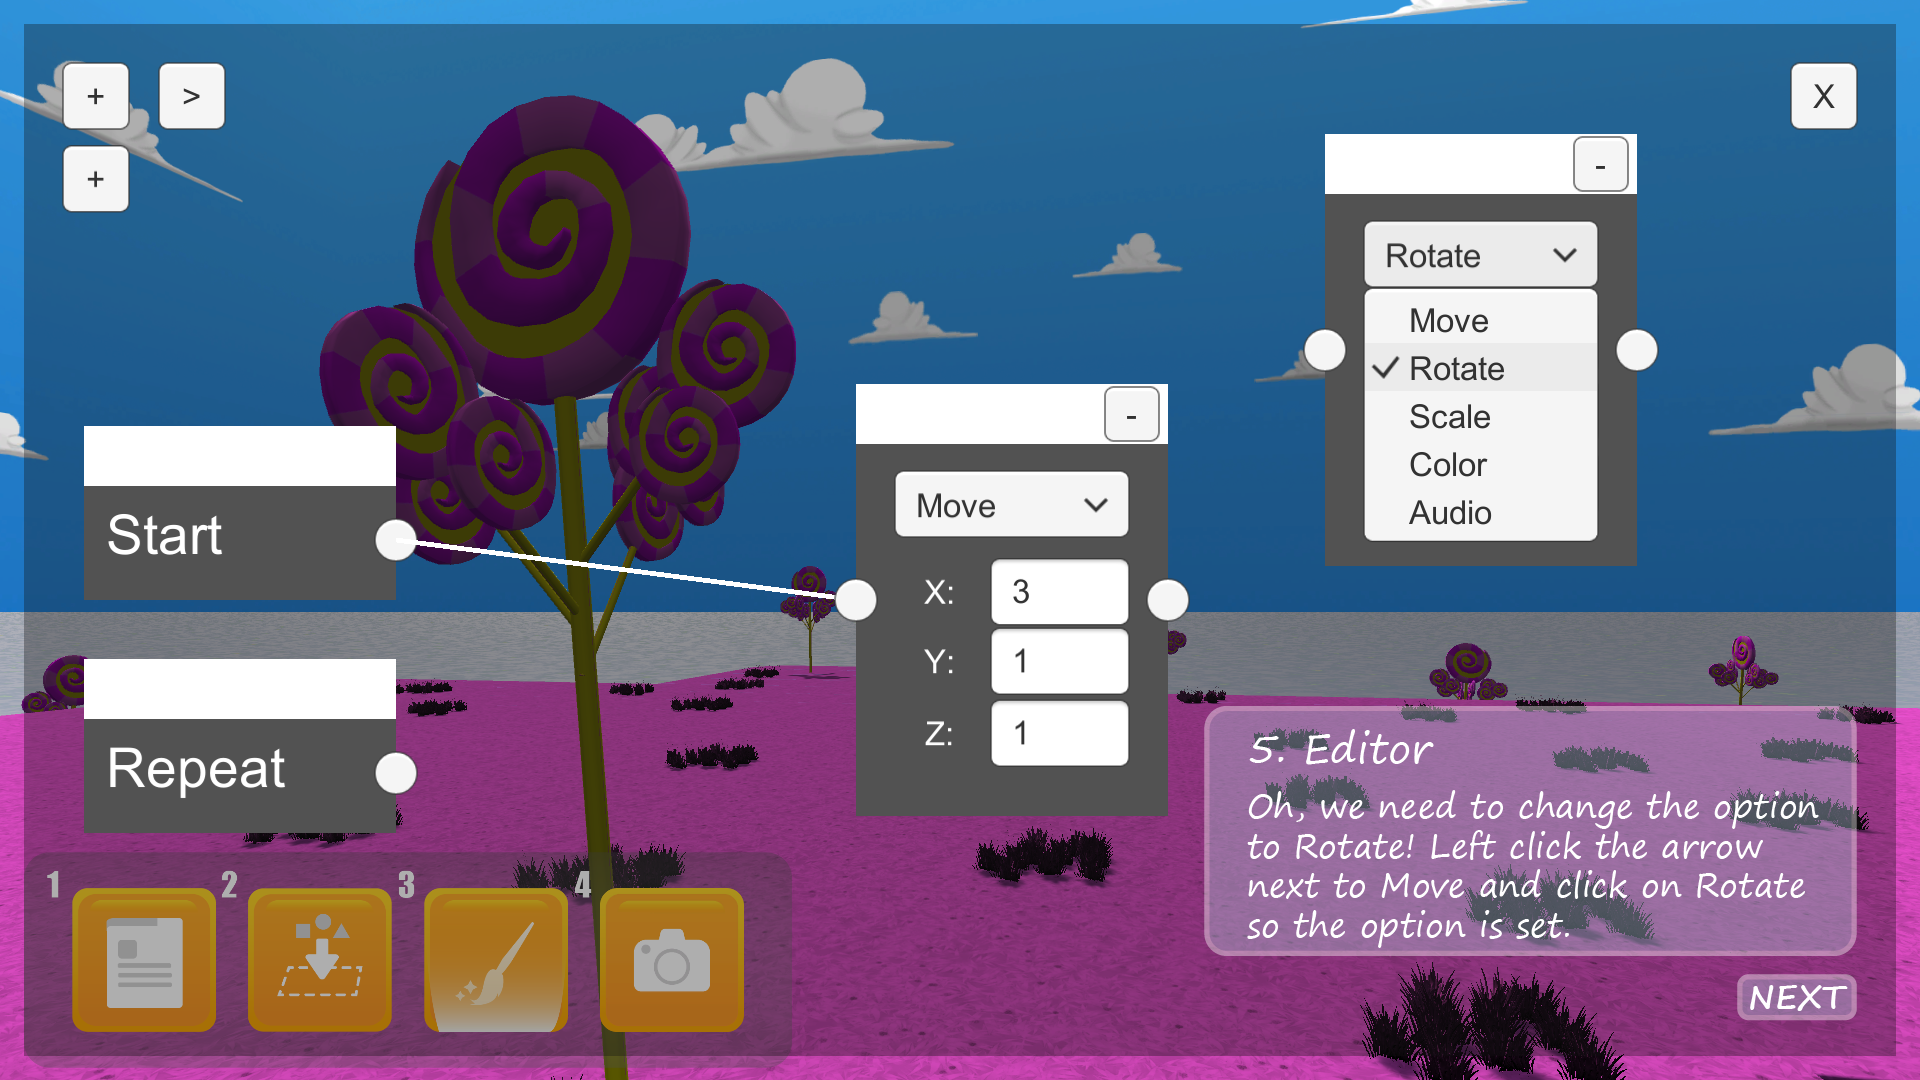 +
>
X
+
-
Rotate
Move
Rotate
Scale
Color
Audio
-
Move
X: 3
Y: 1
Z: 1
Start
Repeat
5. Editor
Oh, we need to change the option
to Rotate! Left click the arrow
next to Move and click on Rotate
so the option is set.
1 2 3 4
NEXT